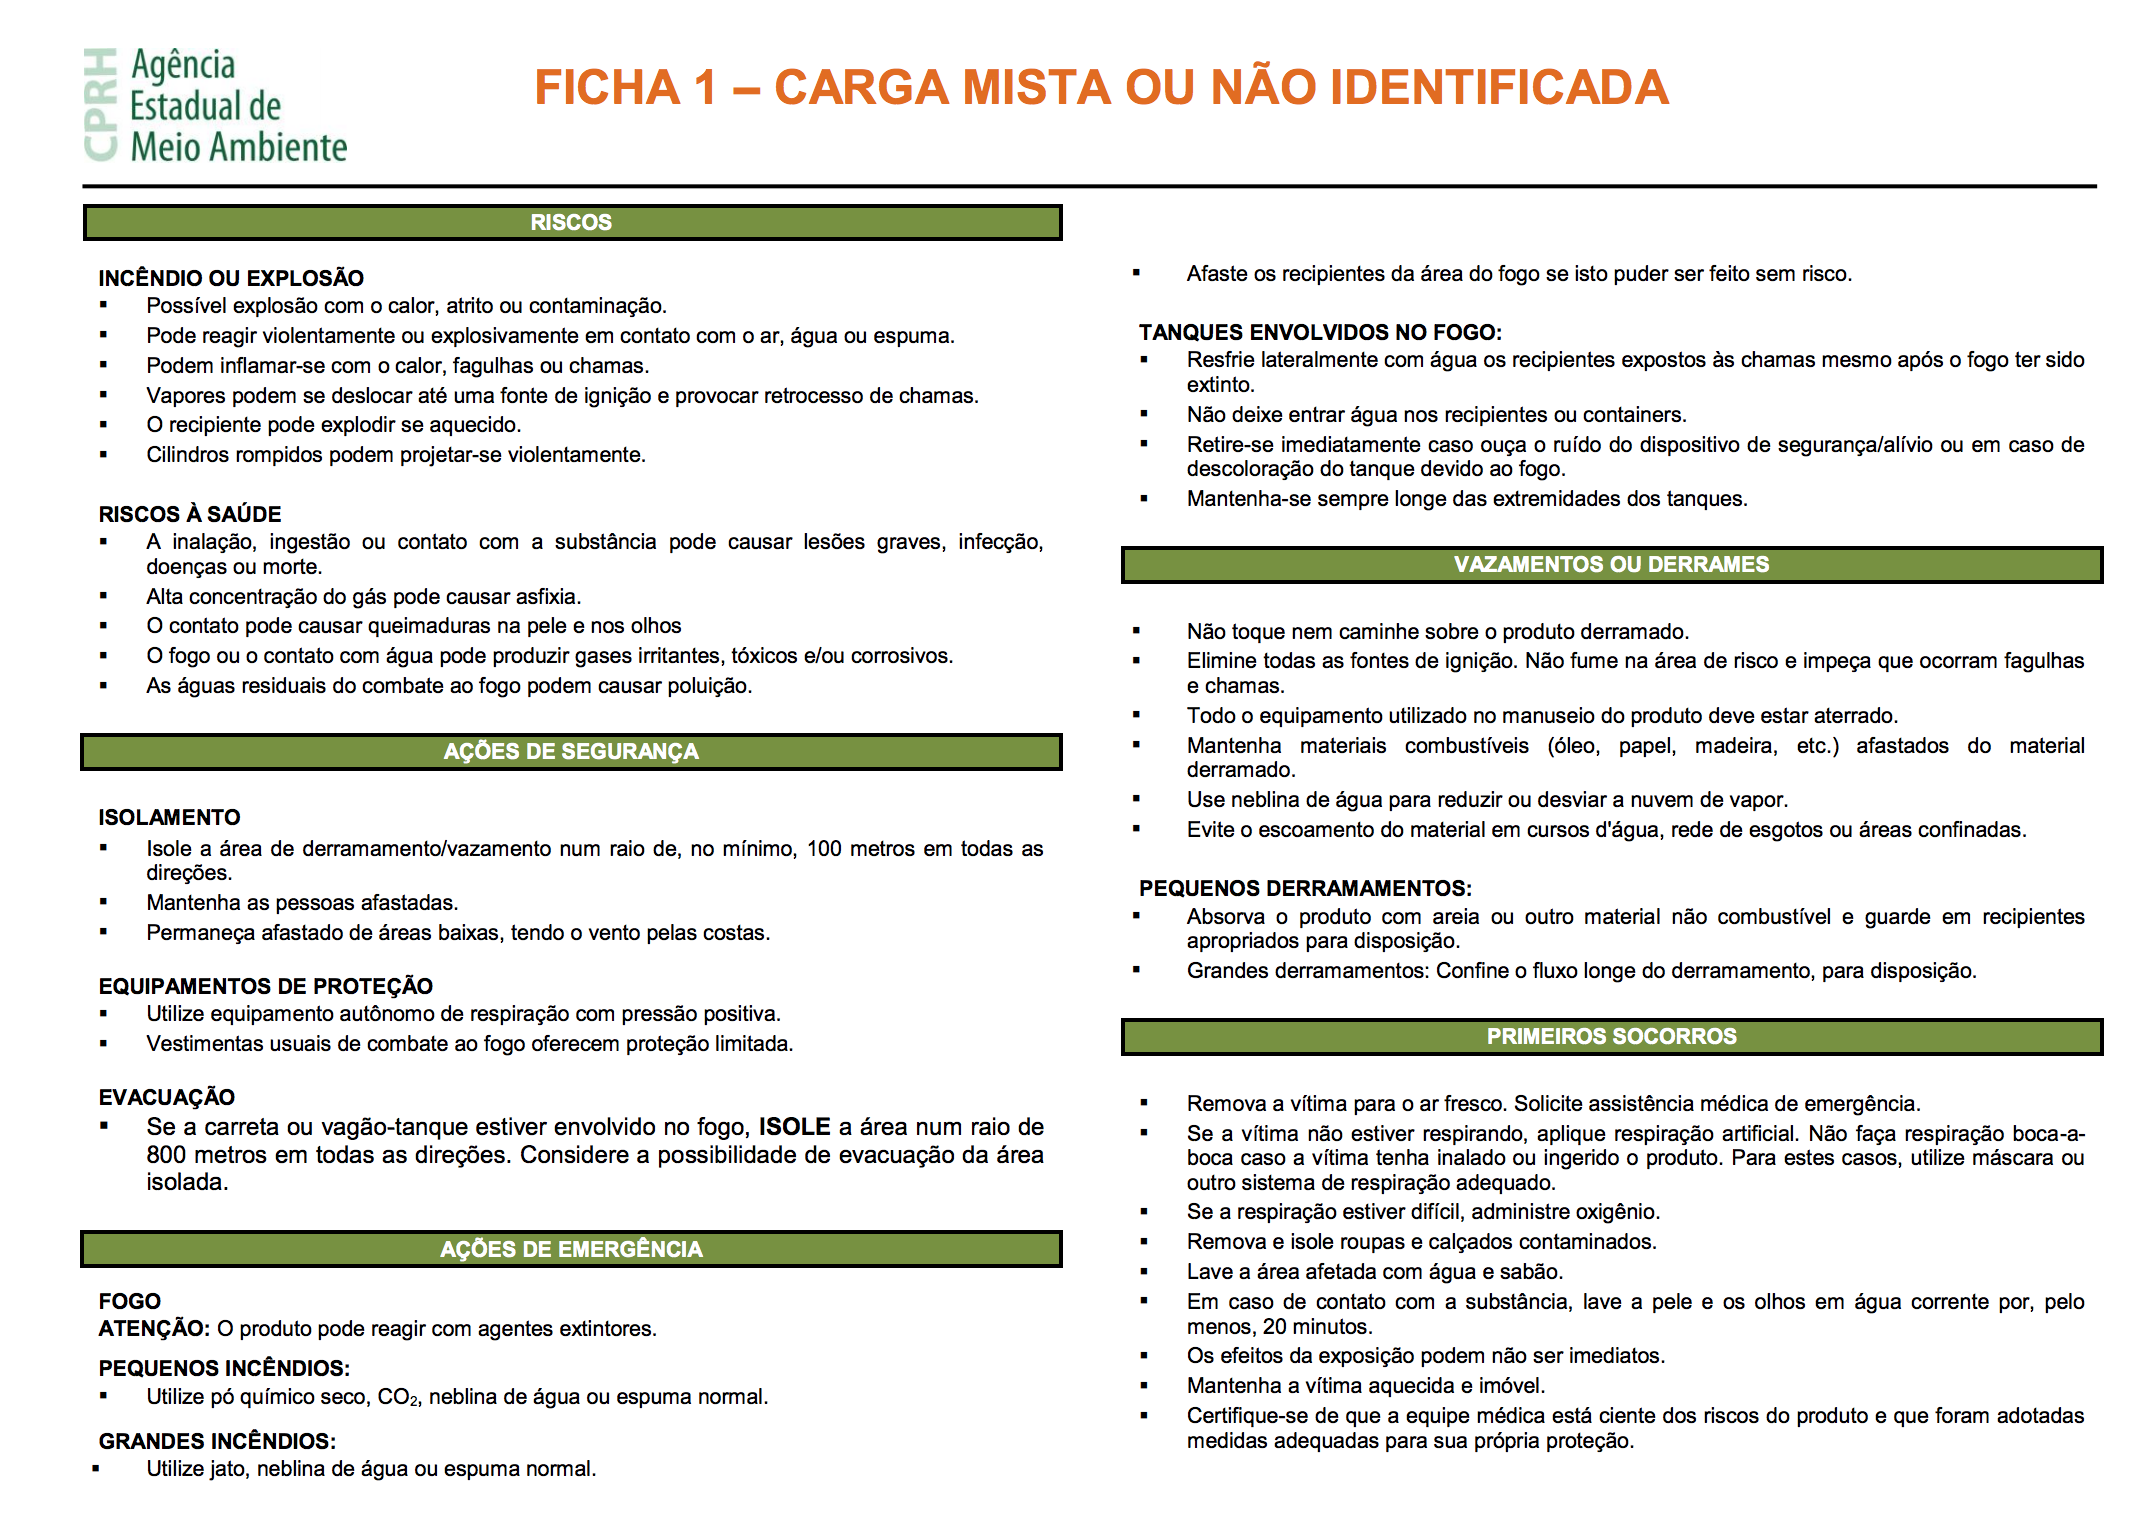 CPRH
Agência
Estadual de
Meio Ambiente
FICHA 1 – CARGA MISTA OU NÃO IDENTIFICADA
RISCOS
INCÊNDIO OU EXPLOSÃO
▪ Possível explosão com o calor, atrito ou contaminação.
▪ Pode reagir violentamente ou explosivamente em contato com o ar, água ou espuma.
▪ Podem inflamar-se com o calor, fagulhas ou chamas.
▪ Vapores podem se deslocar até uma fonte de ignição e provocar retrocesso de chamas.
▪ O recipiente pode explodir se aquecido.
▪ Cilindros rompidos podem projetar-se violentamente.
RISCOS À SAÚDE
▪ A inalação, ingestão ou contato com a substância pode causar lesões graves, infecção,
doenças ou morte.
▪ Alta concentração do gás pode causar asfixia.
▪ O contato pode causar queimaduras na pele e nos olhos
▪ O fogo ou o contato com água pode produzir gases irritantes, tóxicos e/ou corrosivos.
▪ As águas residuais do combate ao fogo podem causar poluição.
AÇÕES DE SEGURANÇA
ISOLAMENTO
▪ Isole a área de derramamento/vazamento num raio de, no mínimo, 100 metros em todas as
direções.
▪ Mantenha as pessoas afastadas.
▪ Permaneça afastado de áreas baixas, tendo o vento pelas costas.
EQUIPAMENTOS DE PROTEÇÃO
▪ Utilize equipamento autônomo de respiração com pressão positiva.
▪ Vestimentas usuais de combate ao fogo oferecem proteção limitada.
EVACUAÇÃO
▪ Se a carreta ou vagão-tanque estiver envolvido no fogo, ISOLE a área num raio de
800 metros em todas as direções. Considere a possibilidade de evacuação da área
isolada.
AÇÕES DE EMERGÊNCIA
FOGO
ATENÇÃO: O produto pode reagir com agentes extintores.
PEQUENOS INCÊNDIOS:
▪ Utilize pó químico seco, CO₂, neblina de água ou espuma normal.
GRANDES INCÊNDIOS:
▪ Utilize jato, neblina de água ou espuma normal.
▪ Afaste os recipientes da área do fogo se isto puder ser feito sem risco.
TANQUES ENVOLVIDOS NO FOGO:
▪ Resfrie lateralmente com água os recipientes expostos às chamas mesmo após o fogo ter sido
extinto.
▪ Não deixe entrar água nos recipientes ou containers.
▪ Retire-se imediatamente caso ouça o ruído do dispositivo de segurança/alívio ou em caso de
descoloração do tanque devido ao fogo.
▪ Mantenha-se sempre longe das extremidades dos tanques.
VAZAMENTOS OU DERRAMES
▪ Não toque nem caminhe sobre o produto derramado.
▪ Elimine todas as fontes de ignição. Não fume na área de risco e impeça que ocorram fagulhas
e chamas.
▪ Todo o equipamento utilizado no manuseio do produto deve estar aterrado.
▪ Mantenha materiais combustíveis (óleo, papel, madeira, etc.) afastados do material
derramado.
▪ Use neblina de água para reduzir ou desviar a nuvem de vapor.
▪ Evite o escoamento do material em cursos d'água, rede de esgotos ou áreas confinadas.
PEQUENOS DERRAMAMENTOS:
▪ Absorva o produto com areia ou outro material não combustível e guarde em recipientes
apropriados para disposição.
▪ Grandes derramamentos: Confine o fluxo longe do derramamento, para disposição.
PRIMEIROS SOCORROS
▪ Remova a vítima para o ar fresco. Solicite assistência médica de emergência.
▪ Se a vítima não estiver respirando, aplique respiração artificial. Não faça respiração boca-a-
boca caso a vítima tenha inalado ou ingerido o produto. Para estes casos, utilize máscara ou
outro sistema de respiração adequado.
▪ Se a respiração estiver difícil, administre oxigênio.
▪ Remova e isole roupas e calçados contaminados.
▪ Lave a área afetada com água e sabão.
▪ Em caso de contato com a substância, lave a pele e os olhos em água corrente por, pelo
menos, 20 minutos.
▪ Os efeitos da exposição podem não ser imediatos.
▪ Mantenha a vítima aquecida e imóvel.
▪ Certifique-se de que a equipe médica está ciente dos riscos do produto e que foram adotadas
medidas adequadas para sua própria proteção.